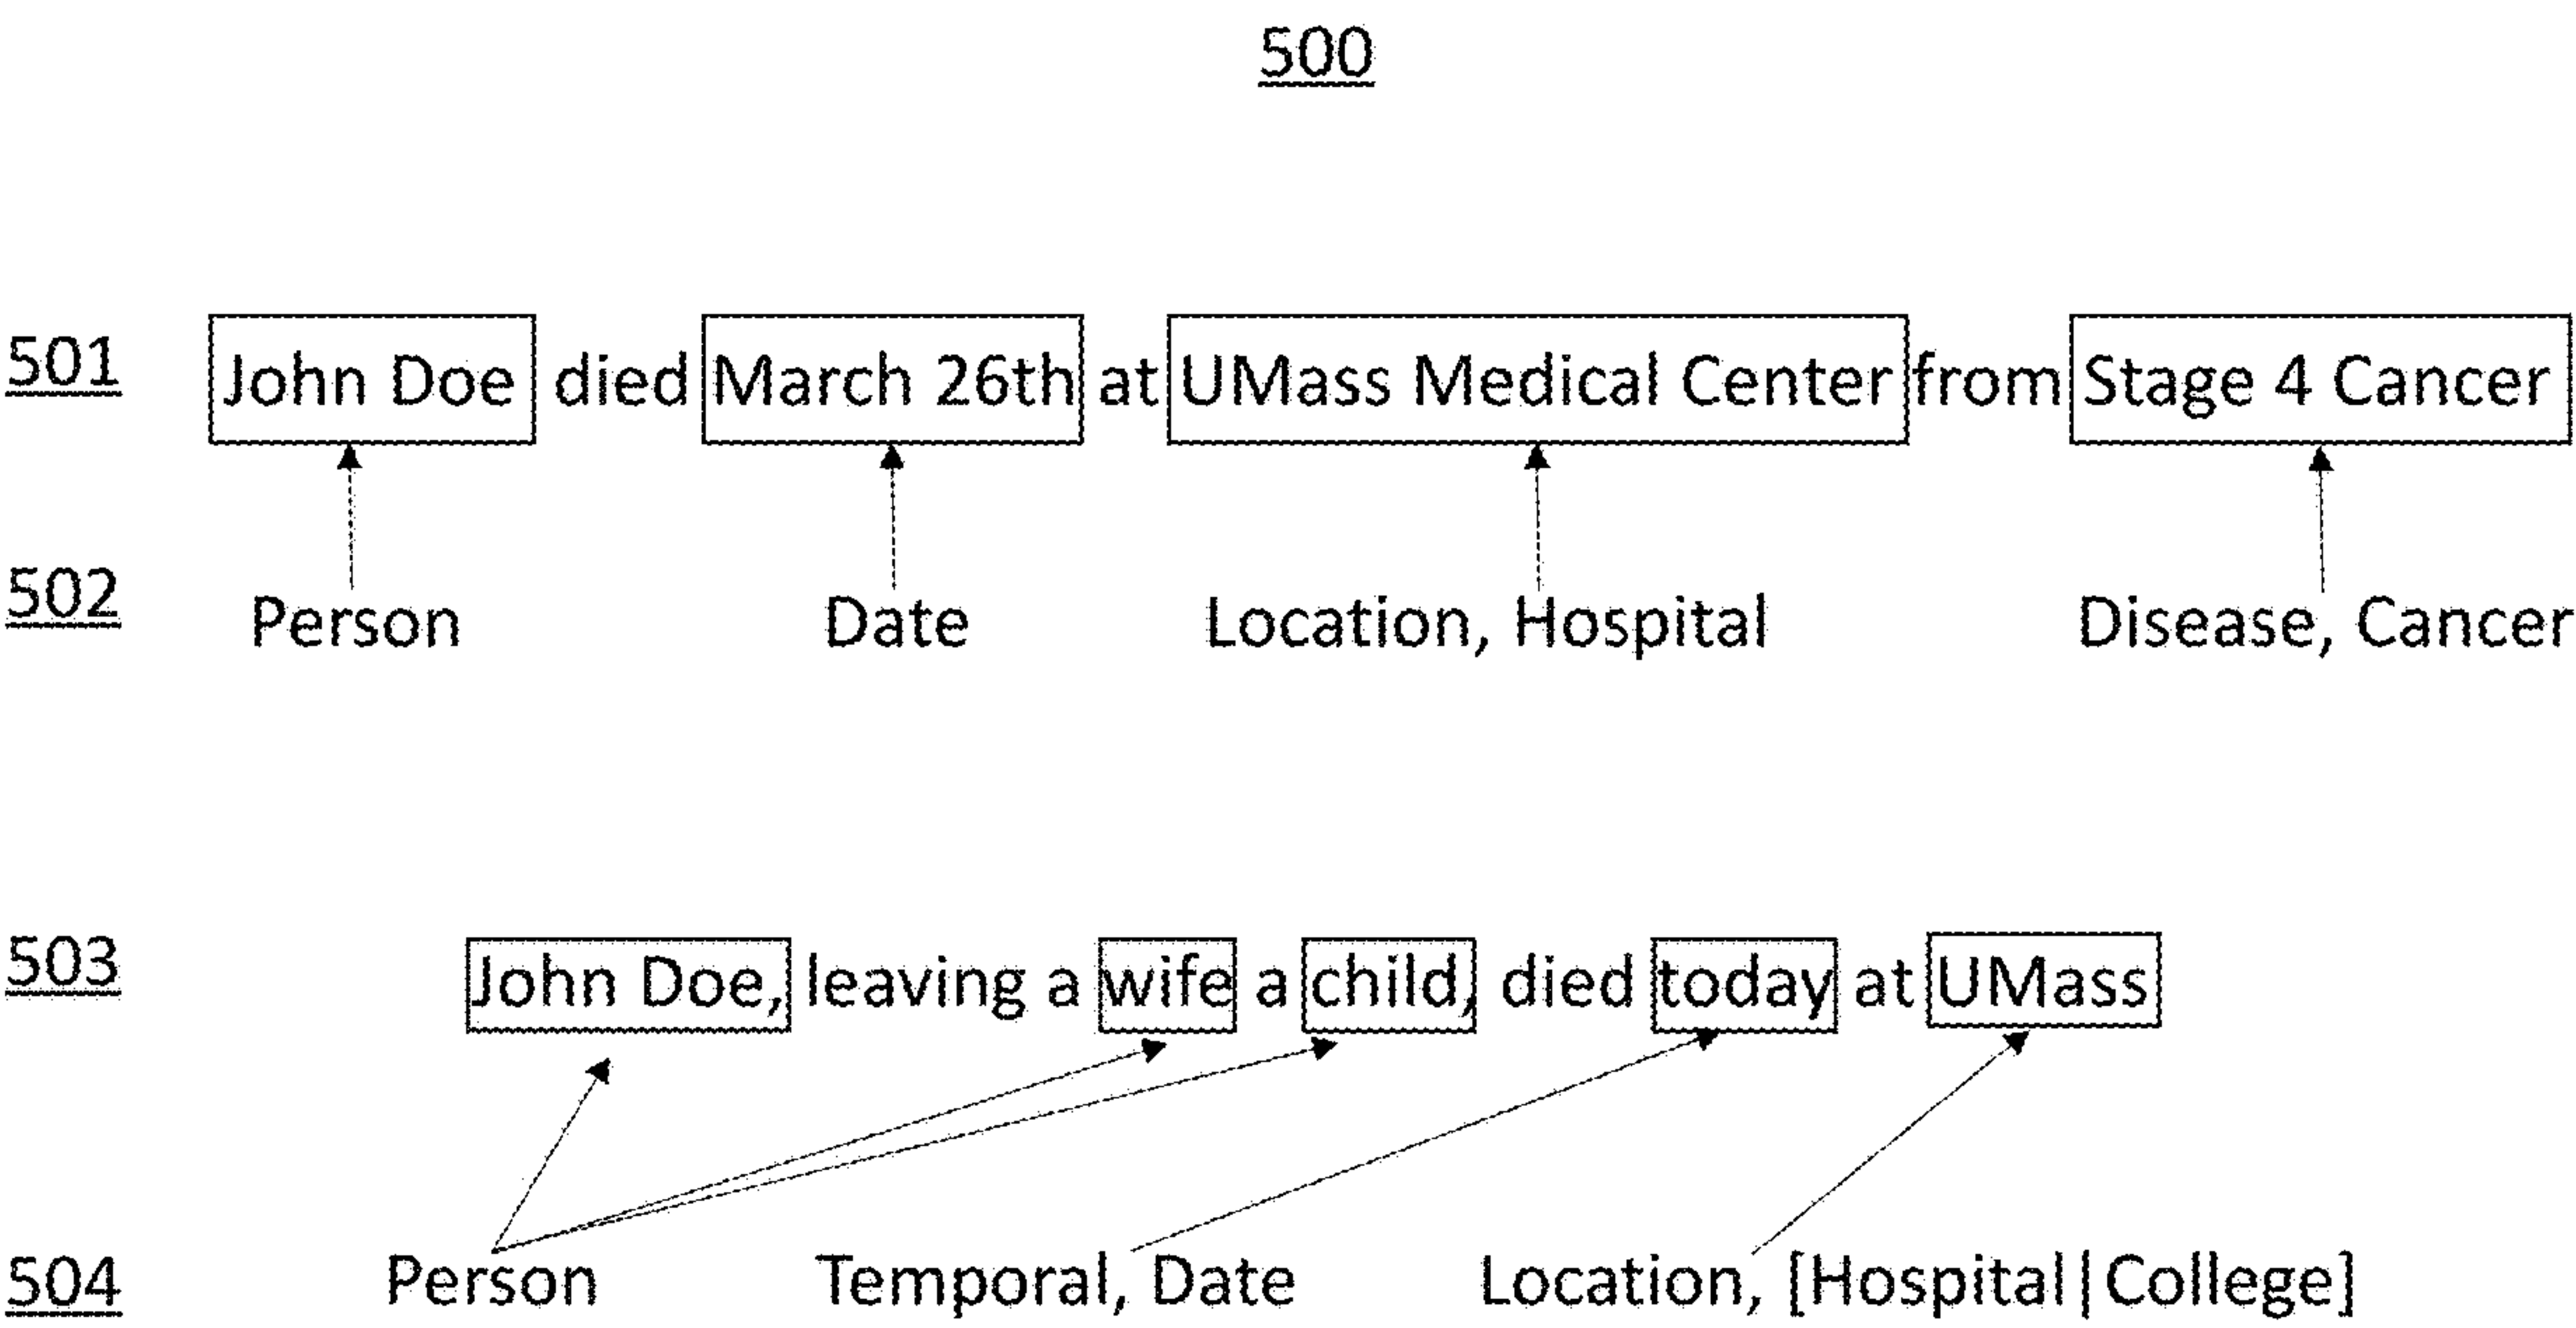 500
501 John Doe died March 26th at UMass Medical Center from Stage 4 Cancer
502 Person Date Location, Hospital Disease, Cancer
503 John Doe, leaving a wife a child, died today at UMass
504 Person Temporal, Date Location, [Hospital|College]